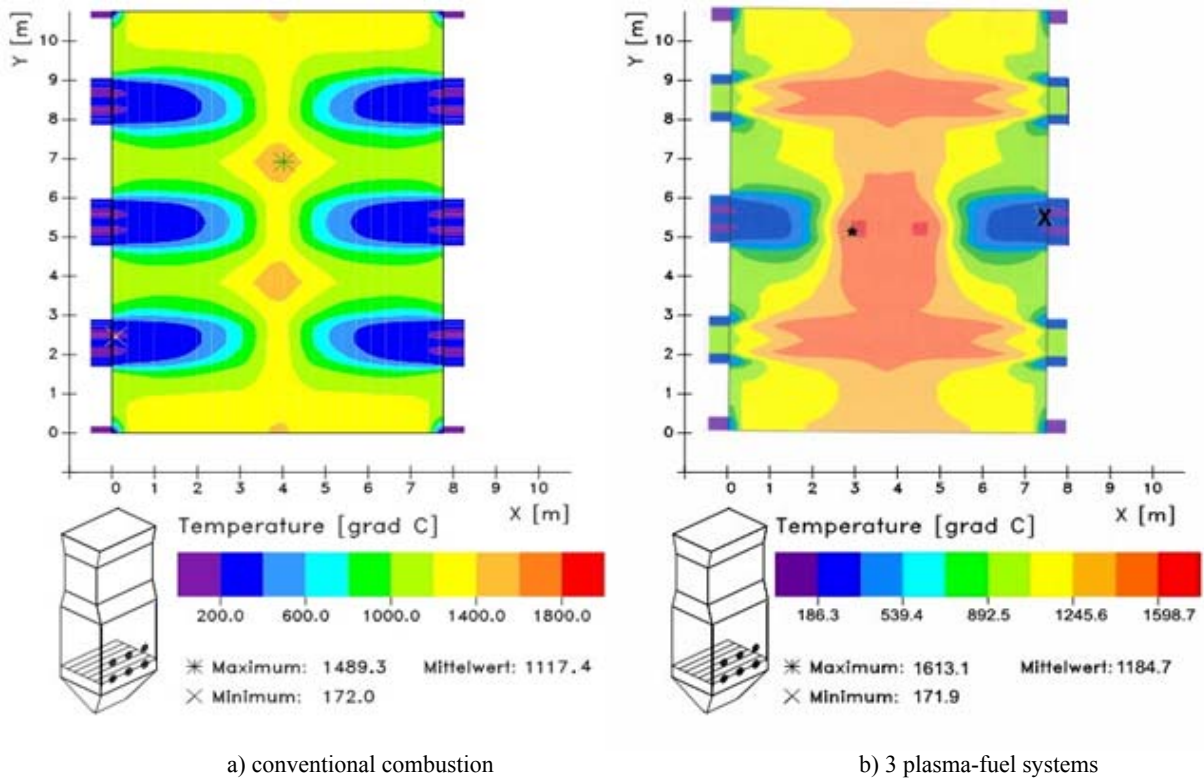 Y [m]
10
9
8
7
6
5
4
3
2
1
0
0 1 2 3 4 5 6 7 8 9 10
X [m]
Temperature [grad C]
200.0 600.0 1000.0 1400.0 1800.0
Maximum: 1489.3 Mittelwert: 1117.4
Minimum: 172.0
a) conventional combustion
Y [m]
10
9
8
7
6
5
4
3
2
1
0
0 1 2 3 4 5 6 7 8 9 10
X [m]
Temperature [grad C]
186.3 539.4 892.5 1245.6 1598.7
Maximum: 1613.1 Mittelwert: 1184.7
Minimum: 171.9
b) 3 plasma-fuel systems